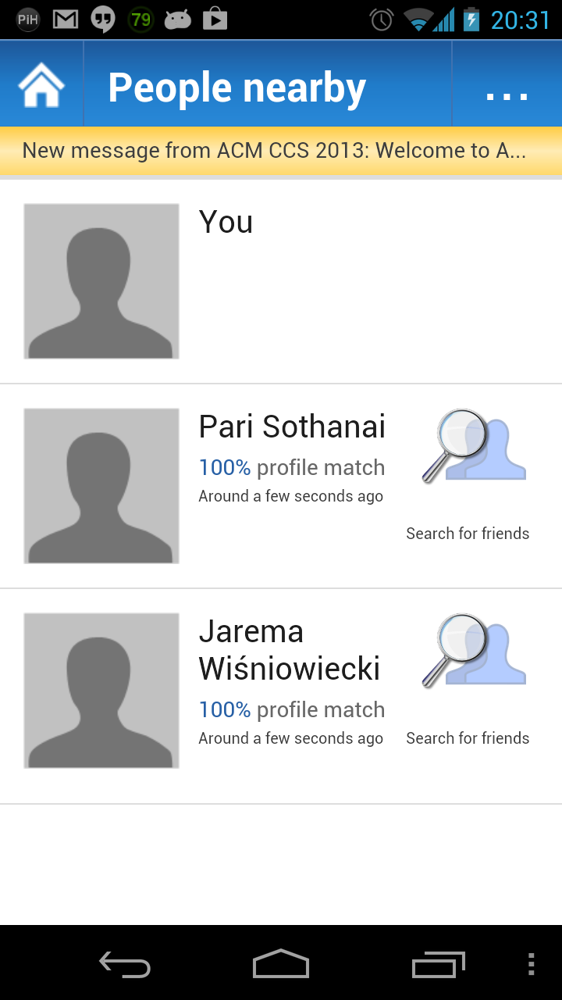 PiH 79 20:31
People nearby ...
New message from ACM CCS 2013: Welcome to A...
You
Pari Sothanai
100% profile match
Around a few seconds ago
Search for friends
Jarema
Wiśniowiecki
100% profile match
Around a few seconds ago
Search for friends